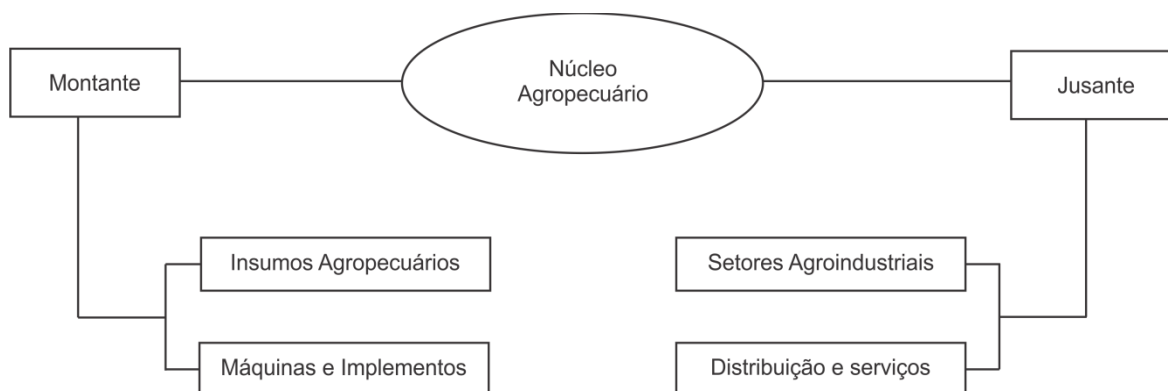 Montante
Núcleo
Agropecuário
Jusante
Insumos Agropecuários
Setores Agroindustriais
Máquinas e Implementos
Distribuição e serviços